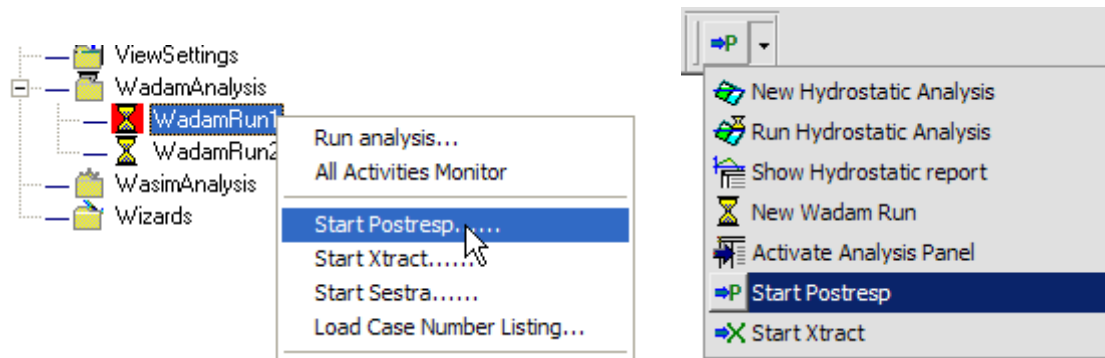 ViewSettings
WadamAnalysis
WadamRun1
WadamRun2
WasimAnalysis
Wizards
Run analysis...
All Activities Monitor
Start Postresp......
Start Xtract......
Start Sestra......
Load Case Number Listing...
⇒P
New Hydrostatic Analysis
Run Hydrostatic Analysis
Show Hydrostatic report
New Wadam Run
Activate Analysis Panel
⇒P Start Postresp
⇒X Start Xtract